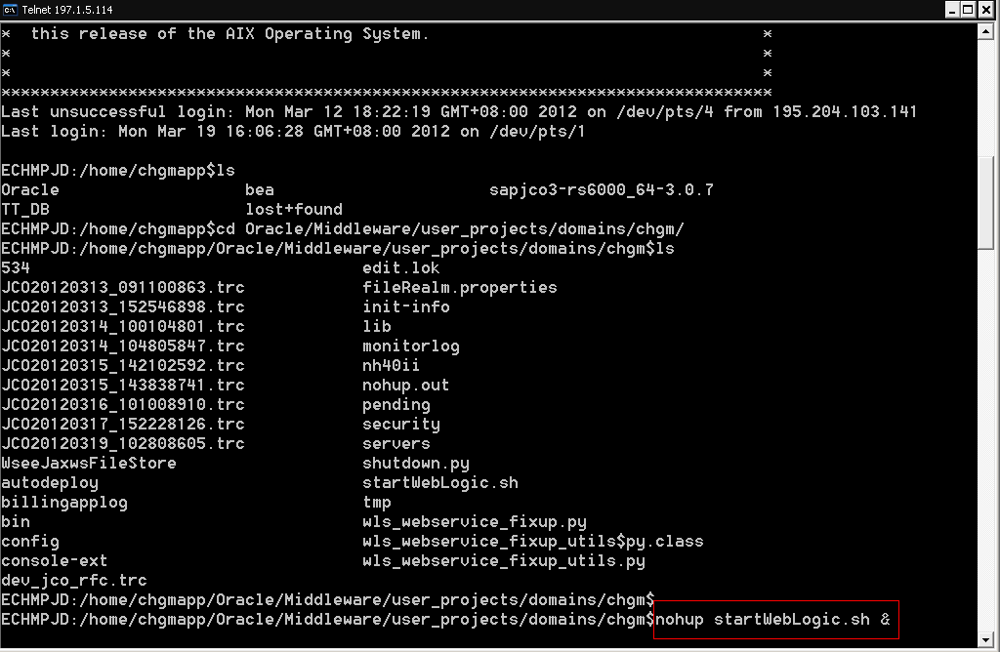 Telnet 197.1.5.114
*  this release of the AIX Operating System.                                  *
*                                                                             *
*                                                                             *
*******************************************************************************
Last unsuccessful login: Mon Mar 12 18:22:19 GMT+08:00 2012 on /dev/pts/4 from 195.204.103.141
Last login: Mon Mar 19 16:06:28 GMT+08:00 2012 on /dev/pts/1
ECHMPJD:/home/chgmapp$ls
Oracle                   bea                      sapjco3-rs6000_64-3.0.7
TT_DB                    lost+found
ECHMPJD:/home/chgmapp$cd Oracle/Middleware/user_projects/domains/chgm/
ECHMPJD:/home/chgmapp/Oracle/Middleware/user_projects/domains/chgm$ls
534                                  edit.lok
JCO20120313_091100863.trc            fileRealm.properties
JCO20120313_152546898.trc            init-info
JCO20120314_100104801.trc            lib
JCO20120314_104805847.trc            monitorlog
JCO20120315_142102592.trc            nh40ii
JCO20120315_143838741.trc            nohup.out
JCO20120316_101008910.trc            pending
JCO20120317_152228126.trc            security
JCO20120319_102808605.trc            servers
WseeJaxwsFileStore                   shutdown.py
autodeploy                           startWebLogic.sh
billingapplog                        tmp
bin                                  wls_webservice_fixup.py
config                               wls_webservice_fixup_utils$py.class
console-ext                          wls_webservice_fixup_utils.py
dev_jco_rfc.trc
ECHMPJD:/home/chgmapp/Oracle/Middleware/user_projects/domains/chgm$
ECHMPJD:/home/chgmapp/Oracle/Middleware/user_projects/domains/chgm$nohup startWebLogic.sh &